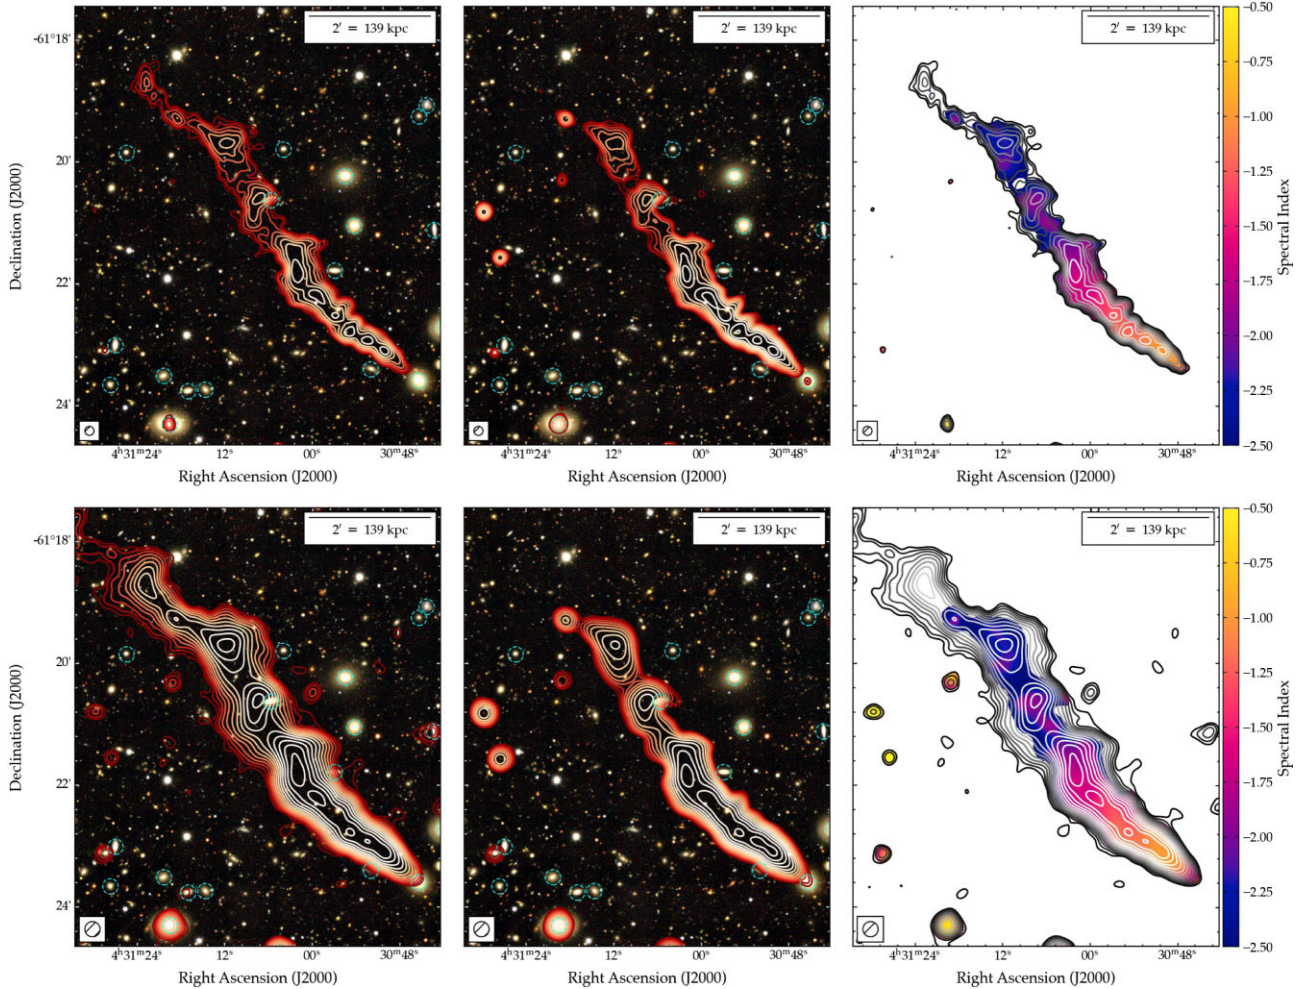 2′ = 139 kpc
2′ = 139 kpc
2′ = 139 kpc
-61°18′
20′
22′
24′
Declination (J2000)
4ʰ31ᵐ24ˢ 12ˢ 00ˢ 30ᵐ48ˢ
4ʰ31ᵐ24ˢ 12ˢ 00ˢ 30ᵐ48ˢ
4ʰ31ᵐ24ˢ 12ˢ 00ˢ 30ᵐ48ˢ
Right Ascension (J2000)
Right Ascension (J2000)
Right Ascension (J2000)
−0.50
−0.75
−1.00
−1.25
−1.50
−1.75
−2.00
−2.25
−2.50
Spectral Index
2′ = 139 kpc
2′ = 139 kpc
2′ = 139 kpc
-61°18′
20′
22′
24′
Declination (J2000)
4ʰ31ᵐ24ˢ 12ˢ 00ˢ 30ᵐ48ˢ
4ʰ31ᵐ24ˢ 12ˢ 00ˢ 30ᵐ48ˢ
4ʰ31ᵐ24ˢ 12ˢ 00ˢ 30ᵐ48ˢ
Right Ascension (J2000)
Right Ascension (J2000)
Right Ascension (J2000)
−0.50
−0.75
−1.00
−1.25
−1.50
−1.75
−2.00
−2.25
−2.50
Spectral Index